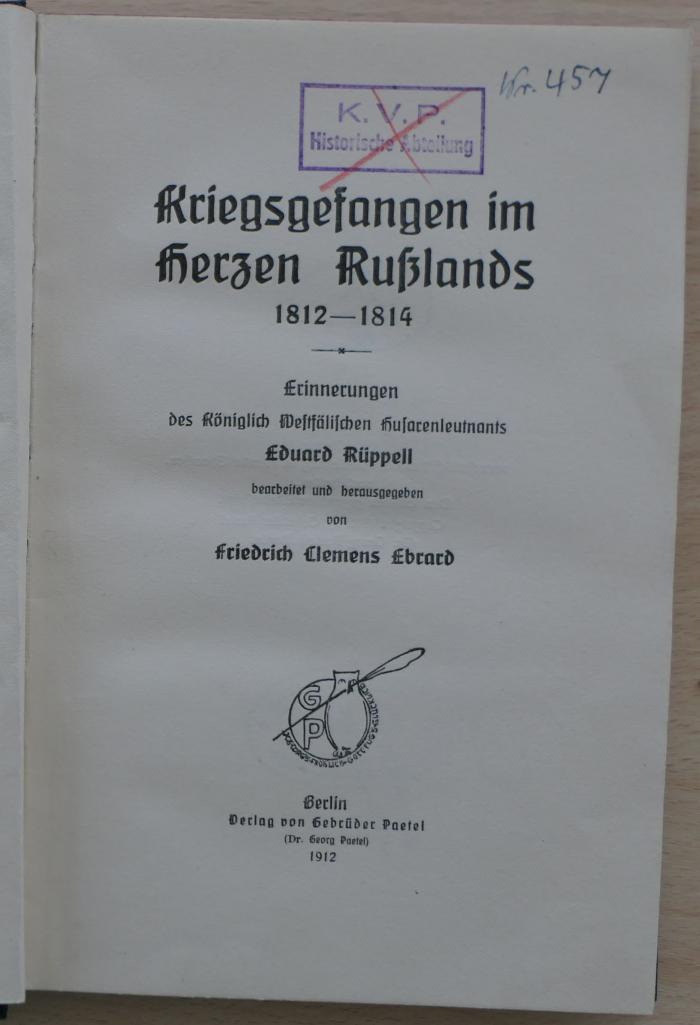 Nr. 457
K. V. P.
Historische Abteilung
Kriegsgefangen im
Herzen Rußlands
1812—1814
Erinnerungen
des Königlich Westfälischen Husarenleutnants
Eduard Rüppell
bearbeitet und herausgegeben
von
Friedrich Clemens Ebrard
G
P
Berlin
Verlag von Gebrüder Paetel
(Dr. Georg Paetel)
1912